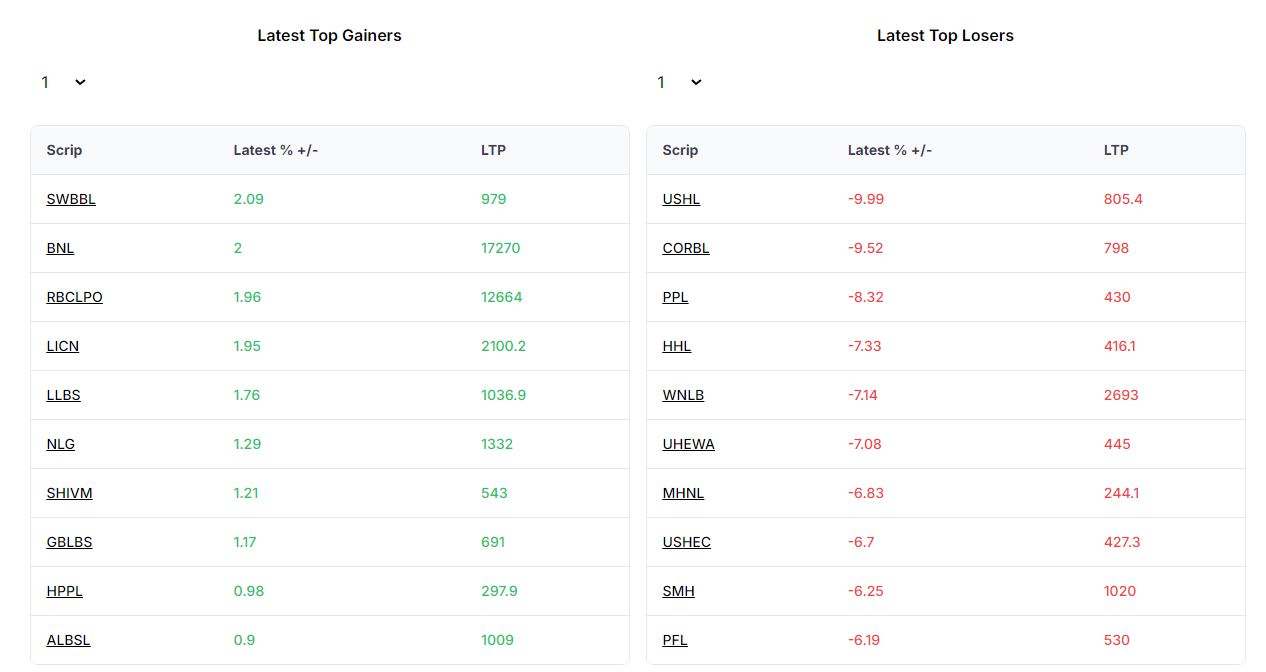 Latest Top Gainers
1
Scrip Latest % +/- LTP
SWBBL 2.09 979
BNL 2 17270
RBCLPO 1.96 12664
LICN 1.95 2100.2
LLBS 1.76 1036.9
NLG 1.29 1332
SHIVM 1.21 543
GBLBS 1.17 691
HPPL 0.98 297.9
ALBSL 0.9 1009
Latest Top Losers
1
Scrip Latest % +/- LTP
USHL -9.99 805.4
CORBL -9.52 798
PPL -8.32 430
HHL -7.33 416.1
WNLB -7.14 2693
UHEWA -7.08 445
MHNL -6.83 244.1
USHEC -6.7 427.3
SMH -6.25 1020
PFL -6.19 530